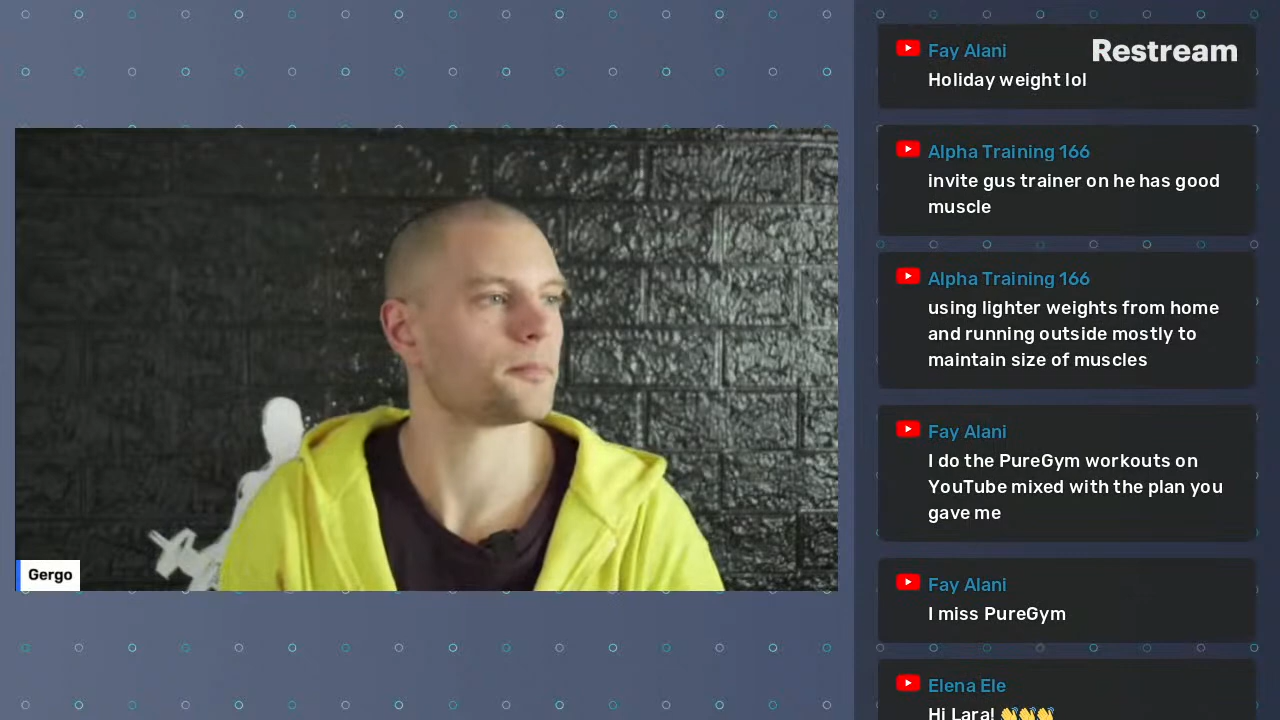 Fay Alani
Restream
Holiday weight lol
Alpha Training 166
invite gus trainer on he has good
muscle
Alpha Training 166
using lighter weights from home
and running outside mostly to
maintain size of muscles
Fay Alani
I do the PureGym workouts on
YouTube mixed with the plan you
gave me
Fay Alani
I miss PureGym
Elena Ele
Hi Lara! 👋👋👋
Gergo